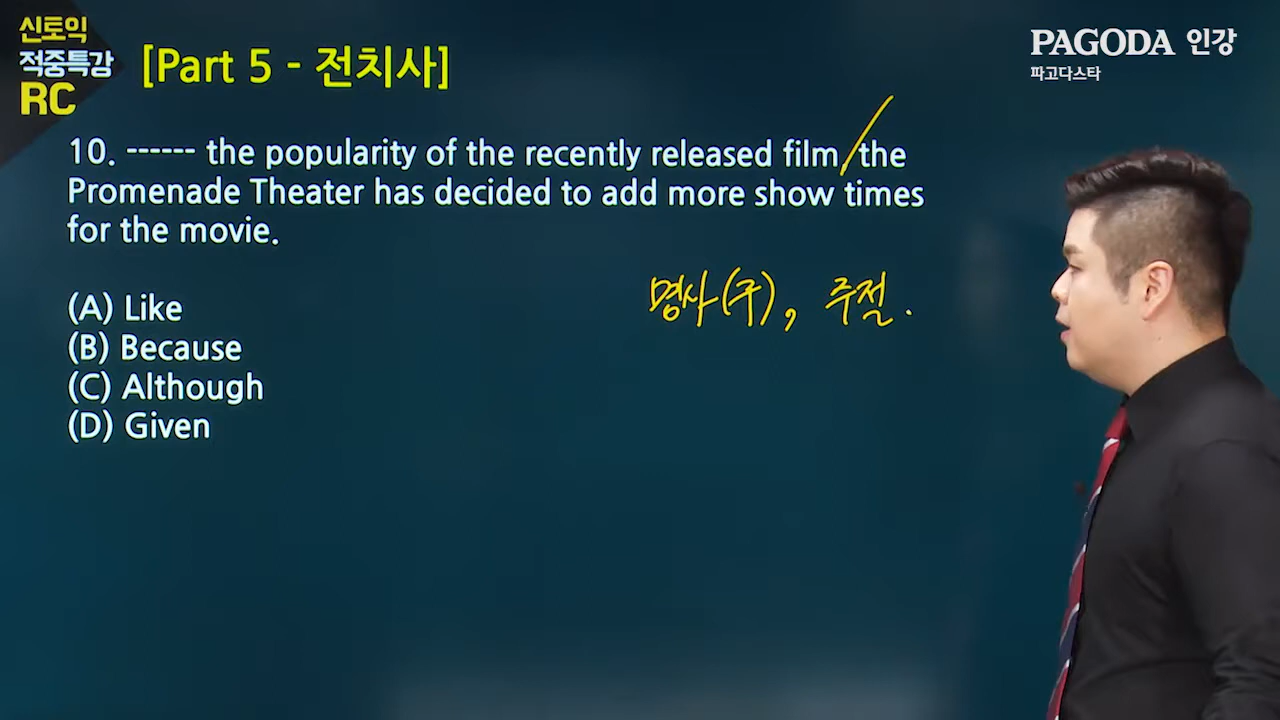 신토익
적중특강
RC
[Part 5 - 전치사]
PAGODA 인강
파고다스타
10. ------ the popularity of the recently released film, the
Promenade Theater has decided to add more show times
for the movie.
명사(구), 주절.
(A) Like
(B) Because
(C) Although
(D) Given